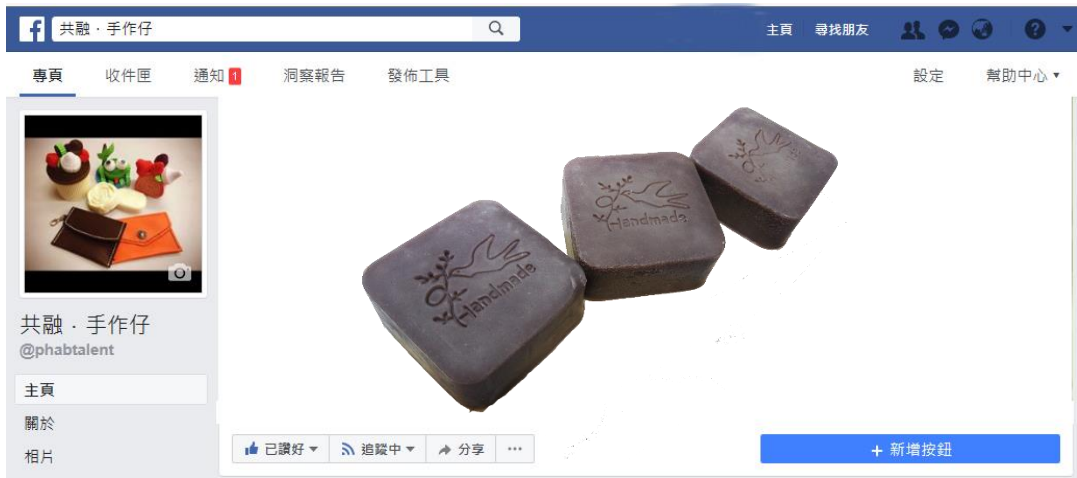 f 共融．手作仔 主頁 尋找朋友 ?
專頁 收件匣 通知 1 洞察報告 發佈工具 設定 幫助中心
Handmade
Handmade
共融．手作仔
@phabtalent
主頁
關於
相片
已讚好 追蹤中 分享 ... + 新增按鈕